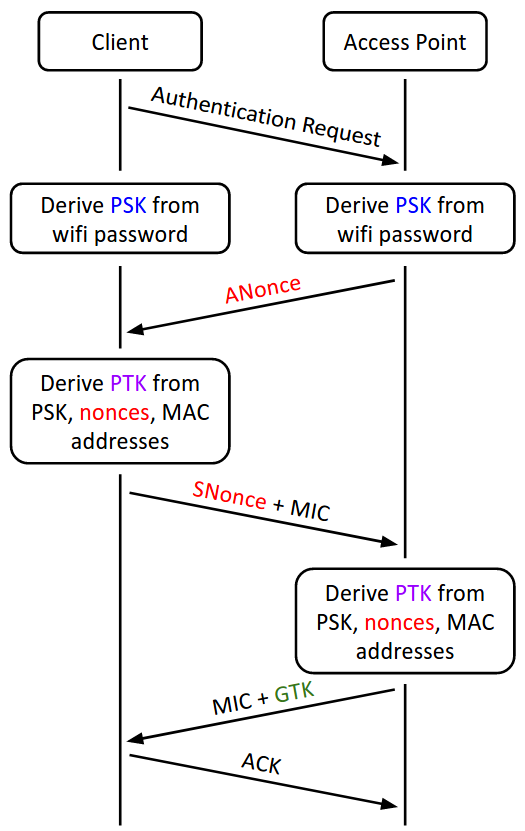 Client
Access Point
Authentication Request
Derive PSK from
wifi password
Derive PSK from
wifi password
ANonce
Derive PTK from
PSK, nonces, MAC
addresses
SNonce + MIC
Derive PTK from
PSK, nonces, MAC
addresses
MIC + GTK
ACK